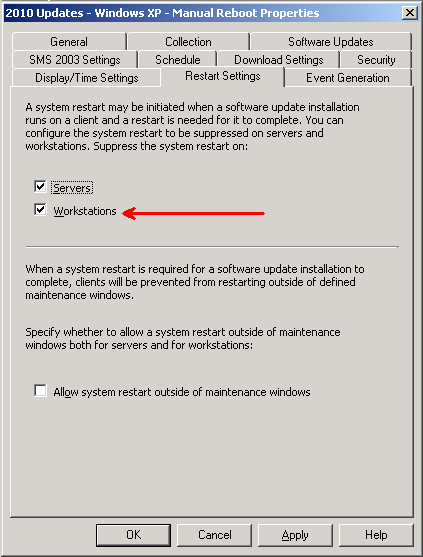 2010 Updates - Windows XP - Manual Reboot Properties
General Collection Software Updates
SMS 2003 Settings Schedule Download Settings Security
Display/Time Settings Restart Settings Event Generation
A system restart may be initiated when a software update installation
runs on a client and a restart is needed for it to complete. You can
configure the system restart to be suppressed on servers and
workstations. Suppress the system restart on:
Servers
Workstations
When a system restart is required for a software update installation to
complete, clients will be prevented from restarting outside of defined
maintenance windows.
Specify whether to allow a system restart outside of maintenance
windows both for servers and for workstations:
Allow system restart outside of maintenance windows
OK Cancel Apply Help